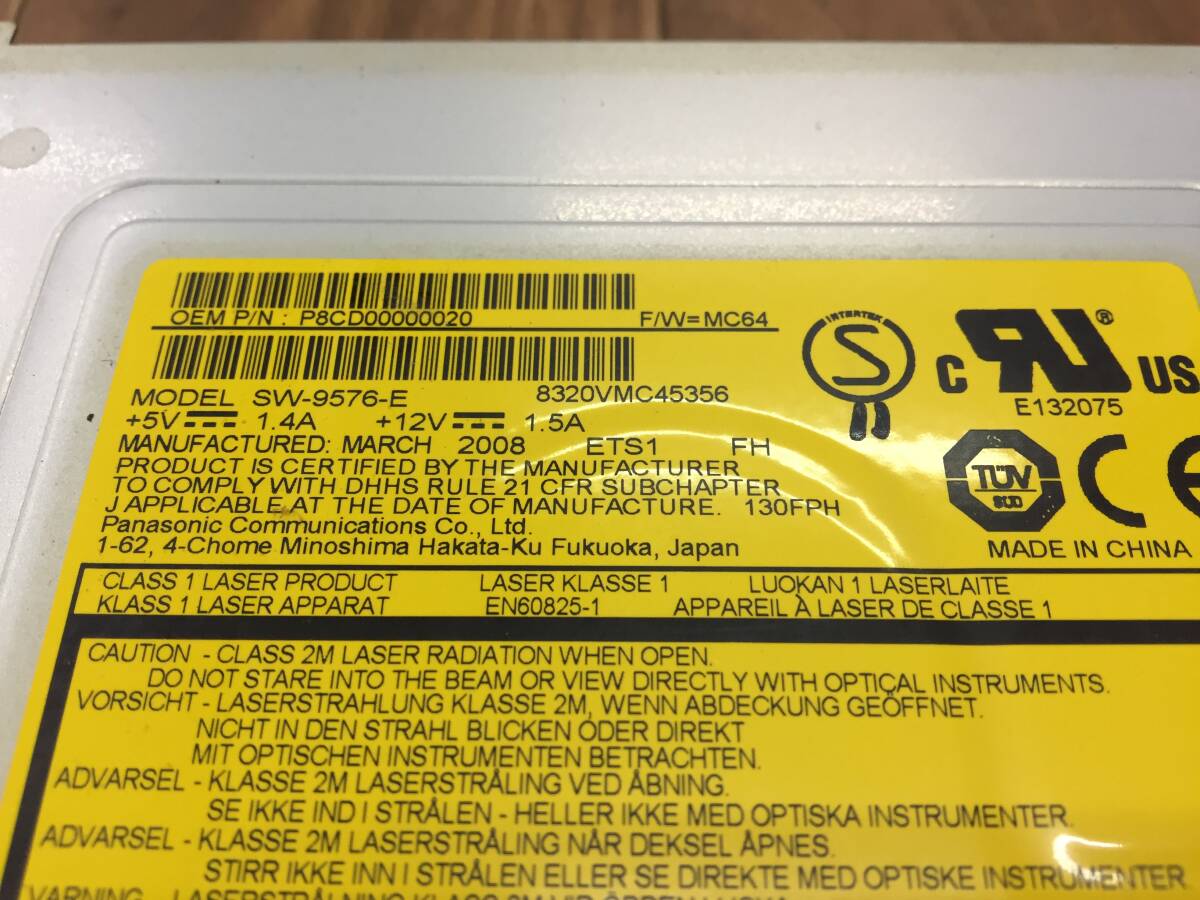 OEM P/N : P8CD00000020 F/W=MC64
MODEL SW-9576-E 8320VMC45356
+5V 1.4A +12V 1.5A
MANUFACTURED: MARCH 2008 ETS1 FH
PRODUCT IS CERTIFIED BY THE MANUFACTURER
TO COMPLY WITH DHHS RULE 21 CFR SUBCHAPTER
J APPLICABLE AT THE DATE OF MANUFACTURE. 130FPH
Panasonic Communications Co., Ltd.
1-62, 4-Chome Minoshima Hakata-Ku Fukuoka, Japan
INTERTEK
S
C RU ® US
E132075
TÜV
SÜD
CE
MADE IN CHINA
CLASS 1 LASER PRODUCT LASER KLASSE 1 LUOKAN 1 LASERLAITE
KLASS 1 LASER APPARAT EN60825-1 APPAREIL À LASER DE CLASSE 1
CAUTION - CLASS 2M LASER RADIATION WHEN OPEN.
DO NOT STARE INTO THE BEAM OR VIEW DIRECTLY WITH OPTICAL INSTRUMENTS.
VORSICHT - LASERSTRAHLUNG KLASSE 2M, WENN ABDECKUNG GEÖFFNET.
NICHT IN DEN STRAHL BLICKEN ODER DIREKT
MIT OPTISCHEN INSTRUMENTEN BETRACHTEN.
ADVARSEL - KLASSE 2M LASERSTRÅLING VED ÅBNING.
SE IKKE IND I STRÅLEN - HELLER IKKE MED OPTISKA INSTRUMENTER.
ADVARSEL - KLASSE 2M LASERSTRÅLING NÅR DEKSEL ÅPNES.
STIRR IKKE INN I STRÅLEN ELLER SE DIREKTE MED OPTISKE INSTRUMENTER
VARNING - LASERSTRÅLNING KLASS 2M